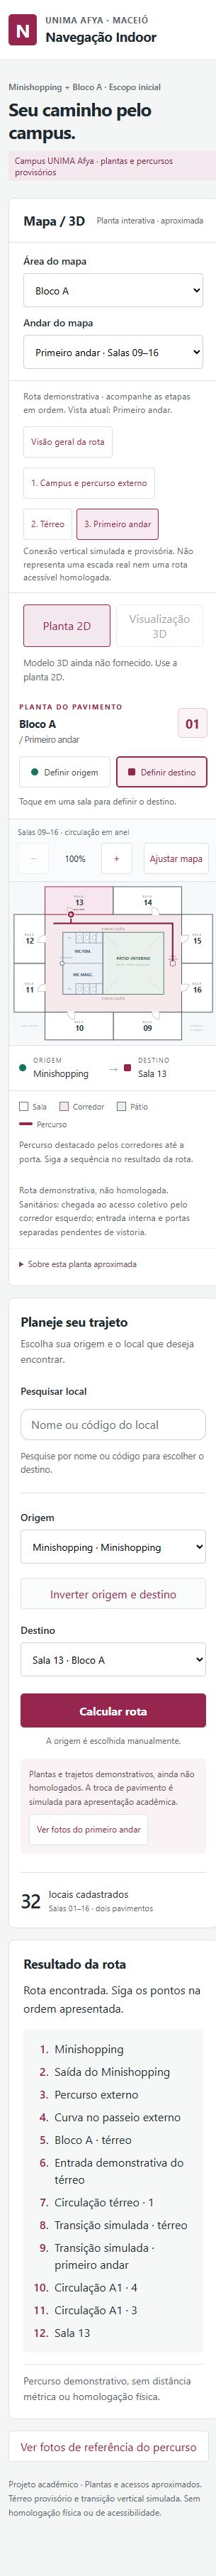 N
UNIMA AFYA · MACEIÓ
Navegação Indoor
Minishopping + Bloco A · Escopo inicial
Seu caminho pelo
campus.
Campus UNIMA Afya · plantas e percursos
provisórios
Mapa / 3D
Planta interativa · aproximada
Área do mapa
Bloco A
Andar do mapa
Primeiro andar · Salas 09–16
Rota demonstrativa · acompanhe as etapas
em ordem. Vista atual: Primeiro andar.
Visão geral da rota
1. Campus e percurso externo
2. Térreo
3. Primeiro andar
Conexão vertical simulada e provisória. Não
representa uma escada real nem uma rota
acessível homologada.
Planta 2D
Visualização
3D
Modelo 3D ainda não fornecido. Use a
planta 2D.
PLANTA DO PAVIMENTO
Bloco A
/ Primeiro andar
01
Definir origem
Definir destino
Toque em uma sala para definir o destino.
Salas 09–16 · circulação em anel
−
100%
+
Ajustar mapa
13
14
12
15
WC FEM.
PÁTIO INTERNO
WC MASC.
11
16
10
09
ORIGEM
Minishopping
→
DESTINO
Sala 13
Sala
Corredor
Pátio
Percurso
Percurso destacado pelos corredores até a
porta. Siga a sequência no resultado da rota.
Rota demonstrativa, não homologada.
Sanitários: chegada ao acesso coletivo pelo
corredor esquerdo; entrada interna e portas
separadas pendentes de vistoria.
Sobre esta planta aproximada
Planeje seu trajeto
Escolha sua origem e o local que deseja
encontrar.
Pesquisar local
Nome ou código do local
Pesquise por nome ou código para escolher o
destino.
Origem
Minishopping · Minishopping
Inverter origem e destino
Destino
Sala 13 · Bloco A
Calcular rota
A origem é escolhida manualmente.
Plantas e trajetos demonstrativos, ainda não
homologados. A troca de pavimento é
simulada para apresentação acadêmica.
Ver fotos do primeiro andar
32
locais cadastrados
Salas 01–16 · dois pavimentos
Resultado da rota
Rota encontrada. Siga os pontos na
ordem apresentada.
1. Minishopping
2. Saída do Minishopping
3. Percurso externo
4. Curva no passeio externo
5. Bloco A · térreo
6. Entrada demonstrativa do
térreo
7. Circulação térreo · 1
8. Transição simulada · térreo
9. Transição simulada ·
primeiro andar
10. Circulação A1 · 4
11. Circulação A1 · 3
12. Sala 13
Percurso demonstrativo, sem distância
métrica ou homologação física.
Ver fotos de referência do percurso
Projeto acadêmico · Plantas e acessos aproximados.
Térreo provisório e transição vertical simulada. Sem
homologação física ou de acessibilidade.